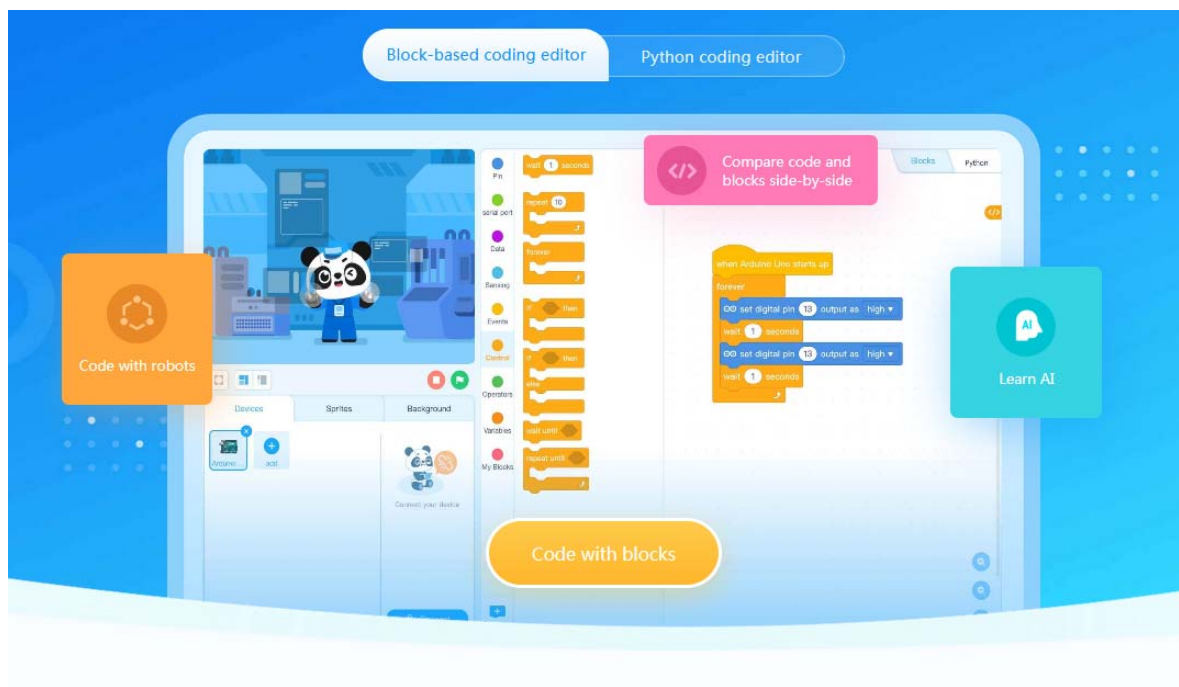 Block-based coding editor
Python coding editor
Compare code and
blocks side-by-side
Blocks
Python
Pin
serial port
Data
Sensing
Events
Control
Operators
Variables
My Blocks
wait 1 seconds
repeat 10
forever
if then
if then
else
wait until
repeat until
</>
</>
when Arduino Uno starts up
forever
set digital pin 13 output as high ▾
wait 1 seconds
set digital pin 13 output as high ▾
wait 1 seconds
Code with robots
AI
Learn AI
Devices
Sprites
Background
add
Connect your device
Code with blocks